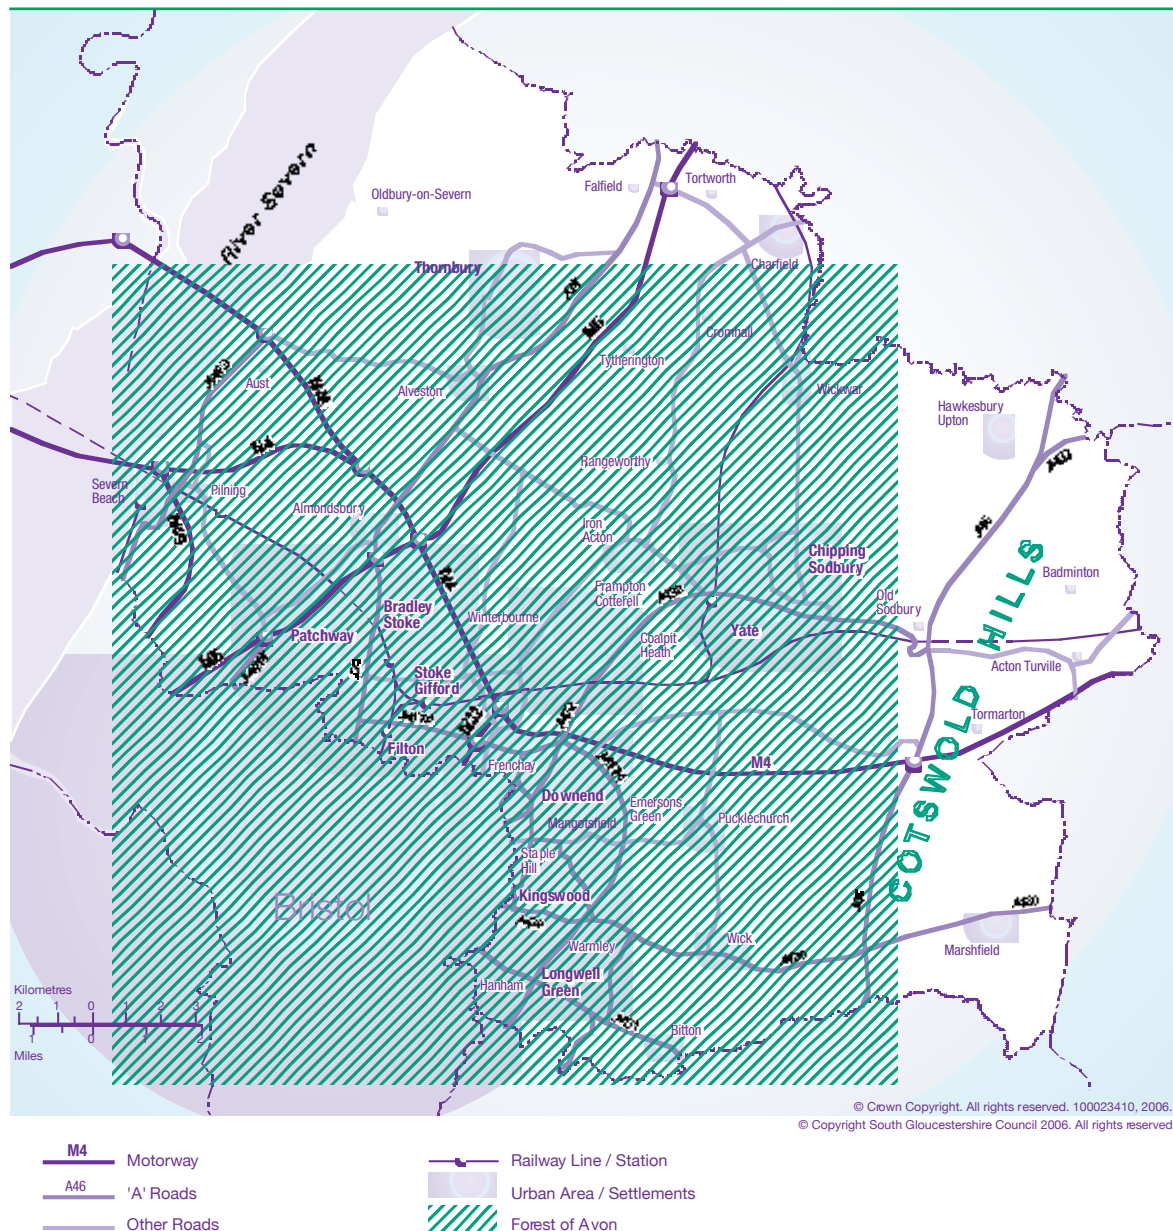 River Severn
Oldbury-on-Severn
Falfield
Tortworth
Thornbury
Charfield
Cromhall
Tytherington
Wickwar
Aust
Alveston
Hawkesbury
Upton
Rangeworthy
Severn
Beach
Pilning
Almondsbury
Iron
Acton
Chipping
Sodbury
Frampton
Cotterell
Badminton
Old
Sodbury
Bradley
Stoke
Winterbourne
Patchway
Coalpit
Heath
Yate
Acton Turville
Stoke
Gifford
Tormarton
Filton
Frenchay
M4
COTSWOLD HILLS
Downend
Emersons
Green
Mangotsfield
Pucklechurch
Staple
Hill
Kingswood
Bristol
A420
Wick
Warmley
Marshfield
Hanham
Longwell
Green
Bitton
Kilometres
2 1 0 1 2 3
1 0 1 2
Miles
© Crown Copyright. All rights reserved. 100023410, 2006.
© Copyright South Gloucestershire Council 2006. All rights reserved
M4 Motorway
A46 'A' Roads
Other Roads
Railway Line / Station
Urban Area / Settlements
Forest of Avon